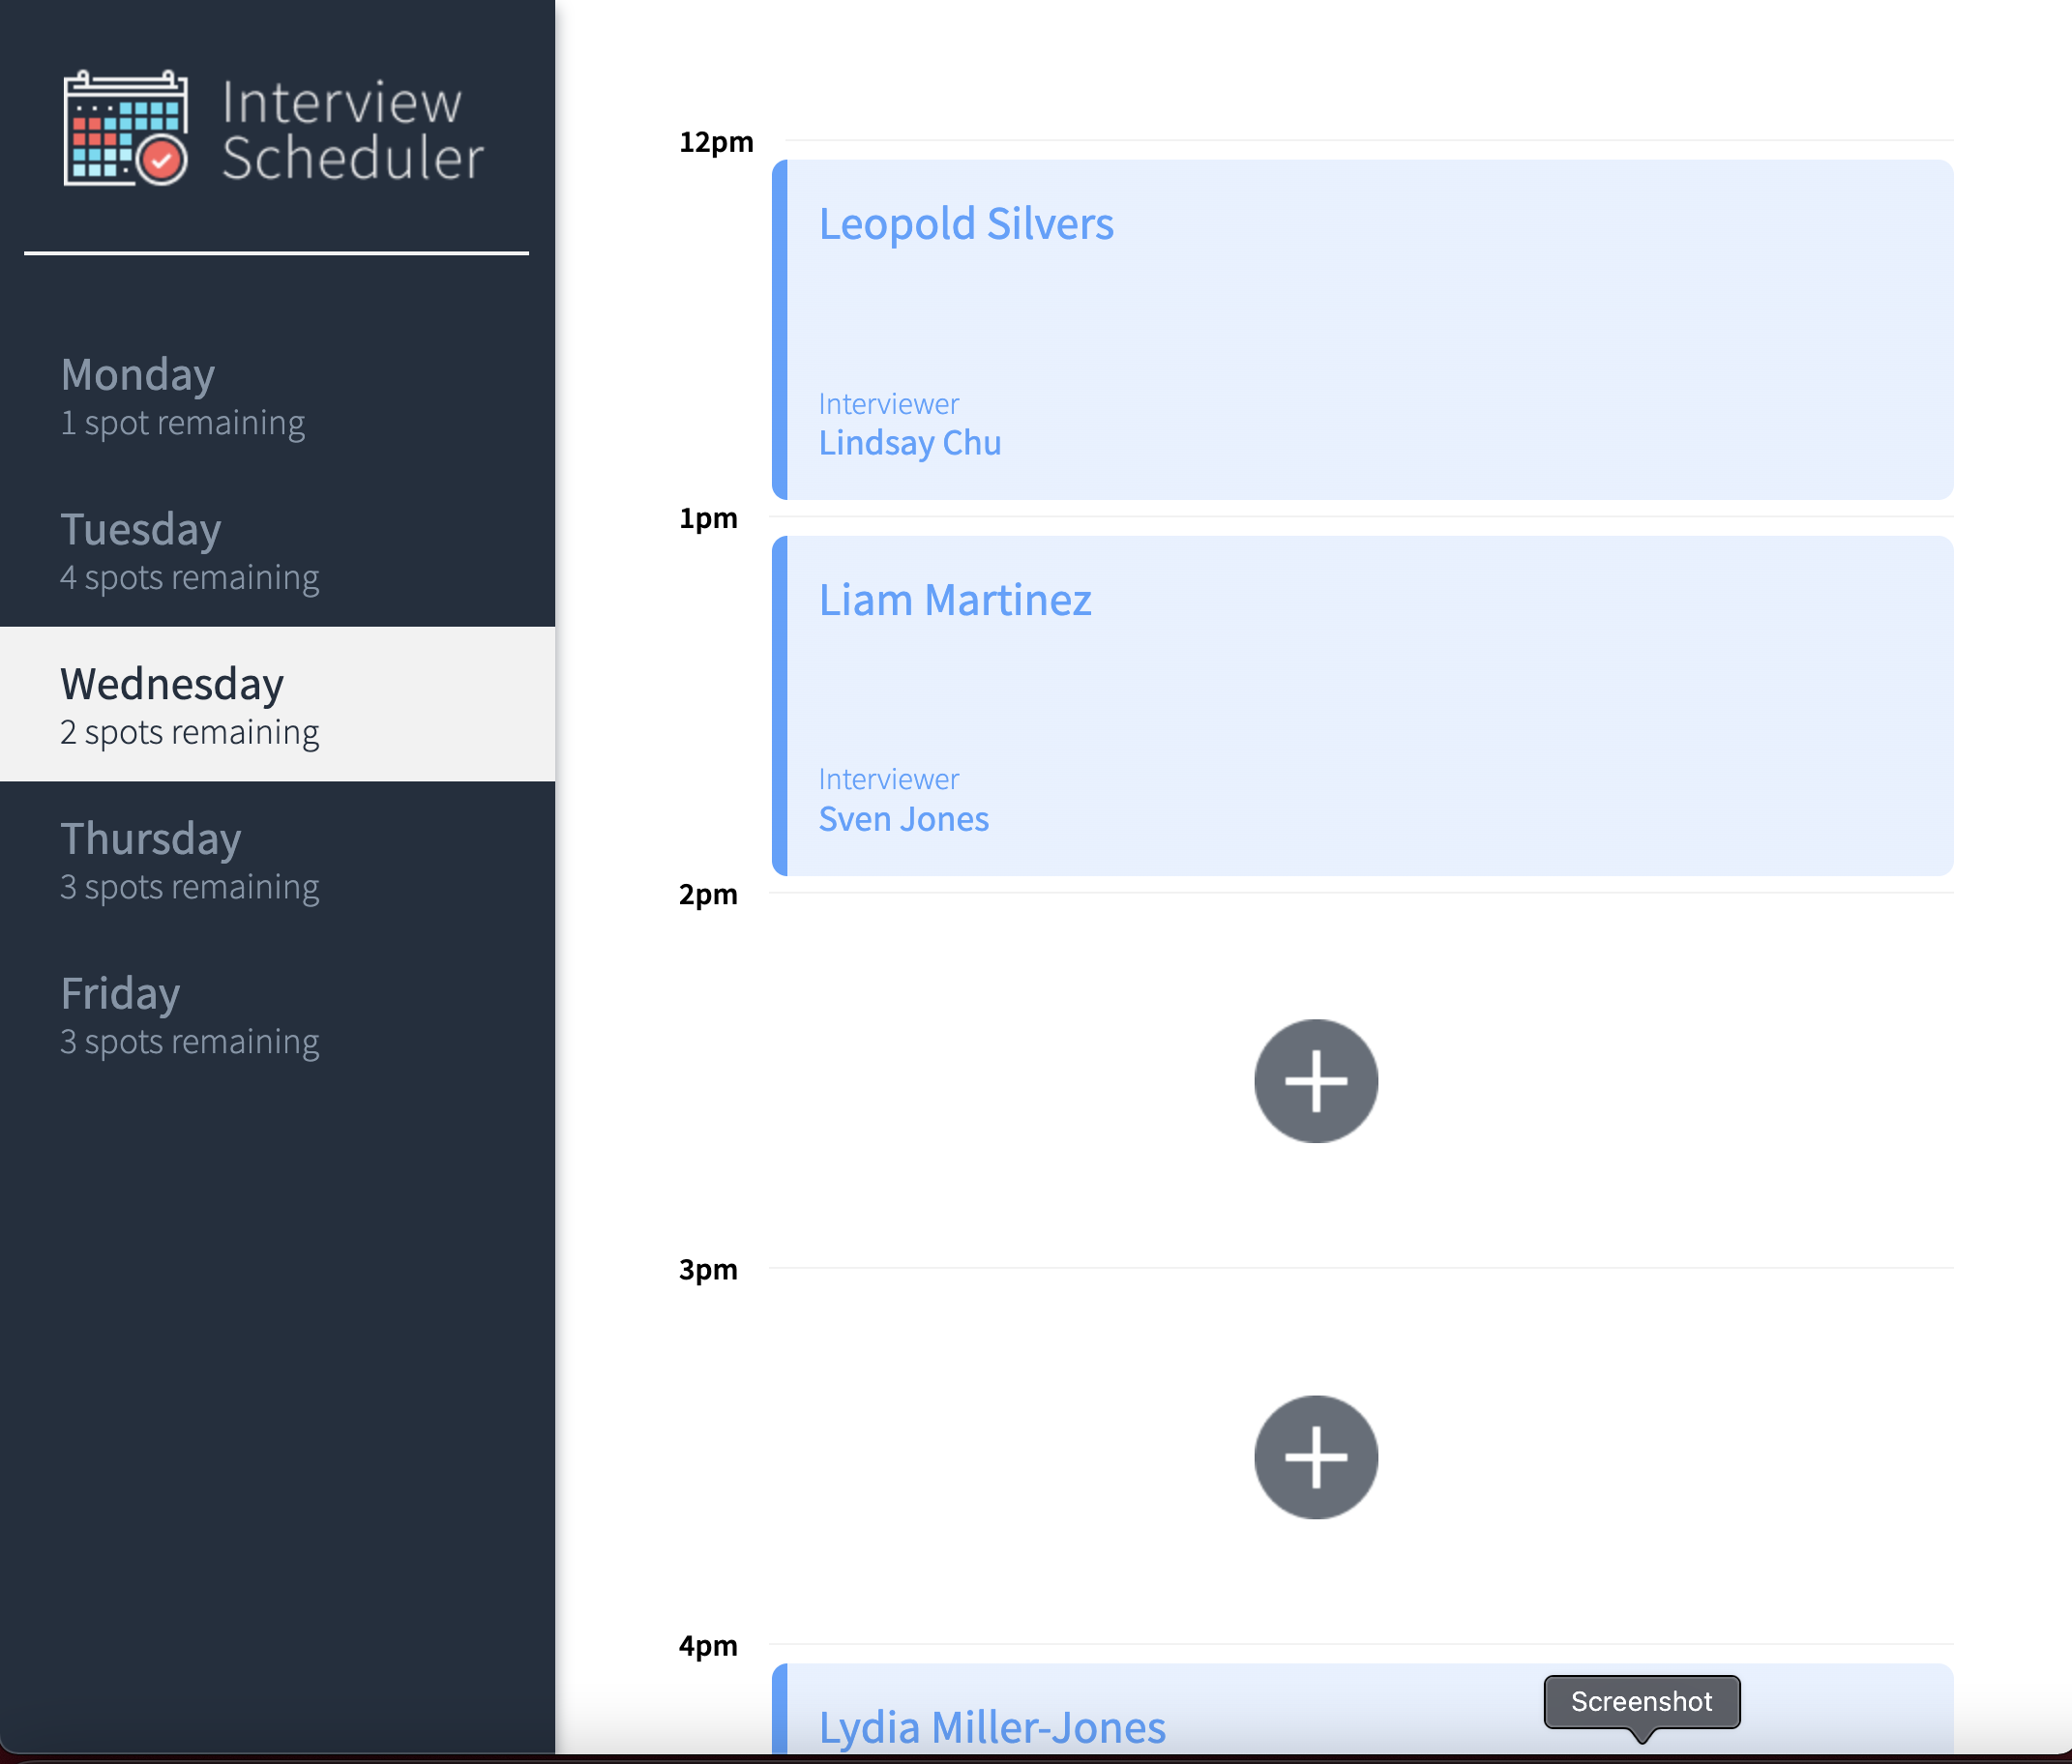 Interview
Scheduler
Monday
1 spot remaining
Tuesday
4 spots remaining
Wednesday
2 spots remaining
Thursday
3 spots remaining
Friday
3 spots remaining
12pm
Leopold Silvers
Interviewer
Lindsay Chu
1pm
Liam Martinez
Interviewer
Sven Jones
2pm
3pm
4pm
Lydia Miller-Jones
Screenshot